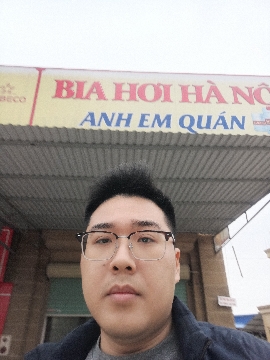 BIA HƠI HÀ NỘ
ANH EM QUÁN